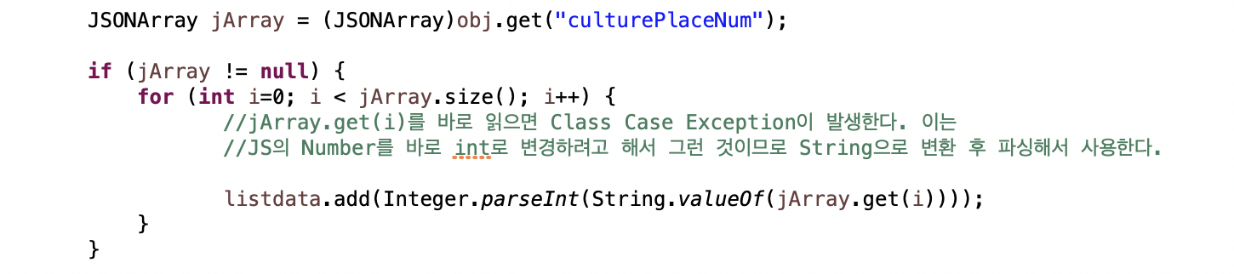 JSONArray jArray = (JSONArray)obj.get("culturePlaceNum");
if (jArray != null) {
for (int i=0; i < jArray.size(); i++) {
//jArray.get(i)를 바로 읽으면 Class Case Exception이 발생한다. 이는
//JS의 Number를 바로 int로 변경하려고 해서 그런 것이므로 String으로 변환 후 파싱해서 사용한다.
listdata.add(Integer.parseInt(String.valueOf(jArray.get(i))));
}
}